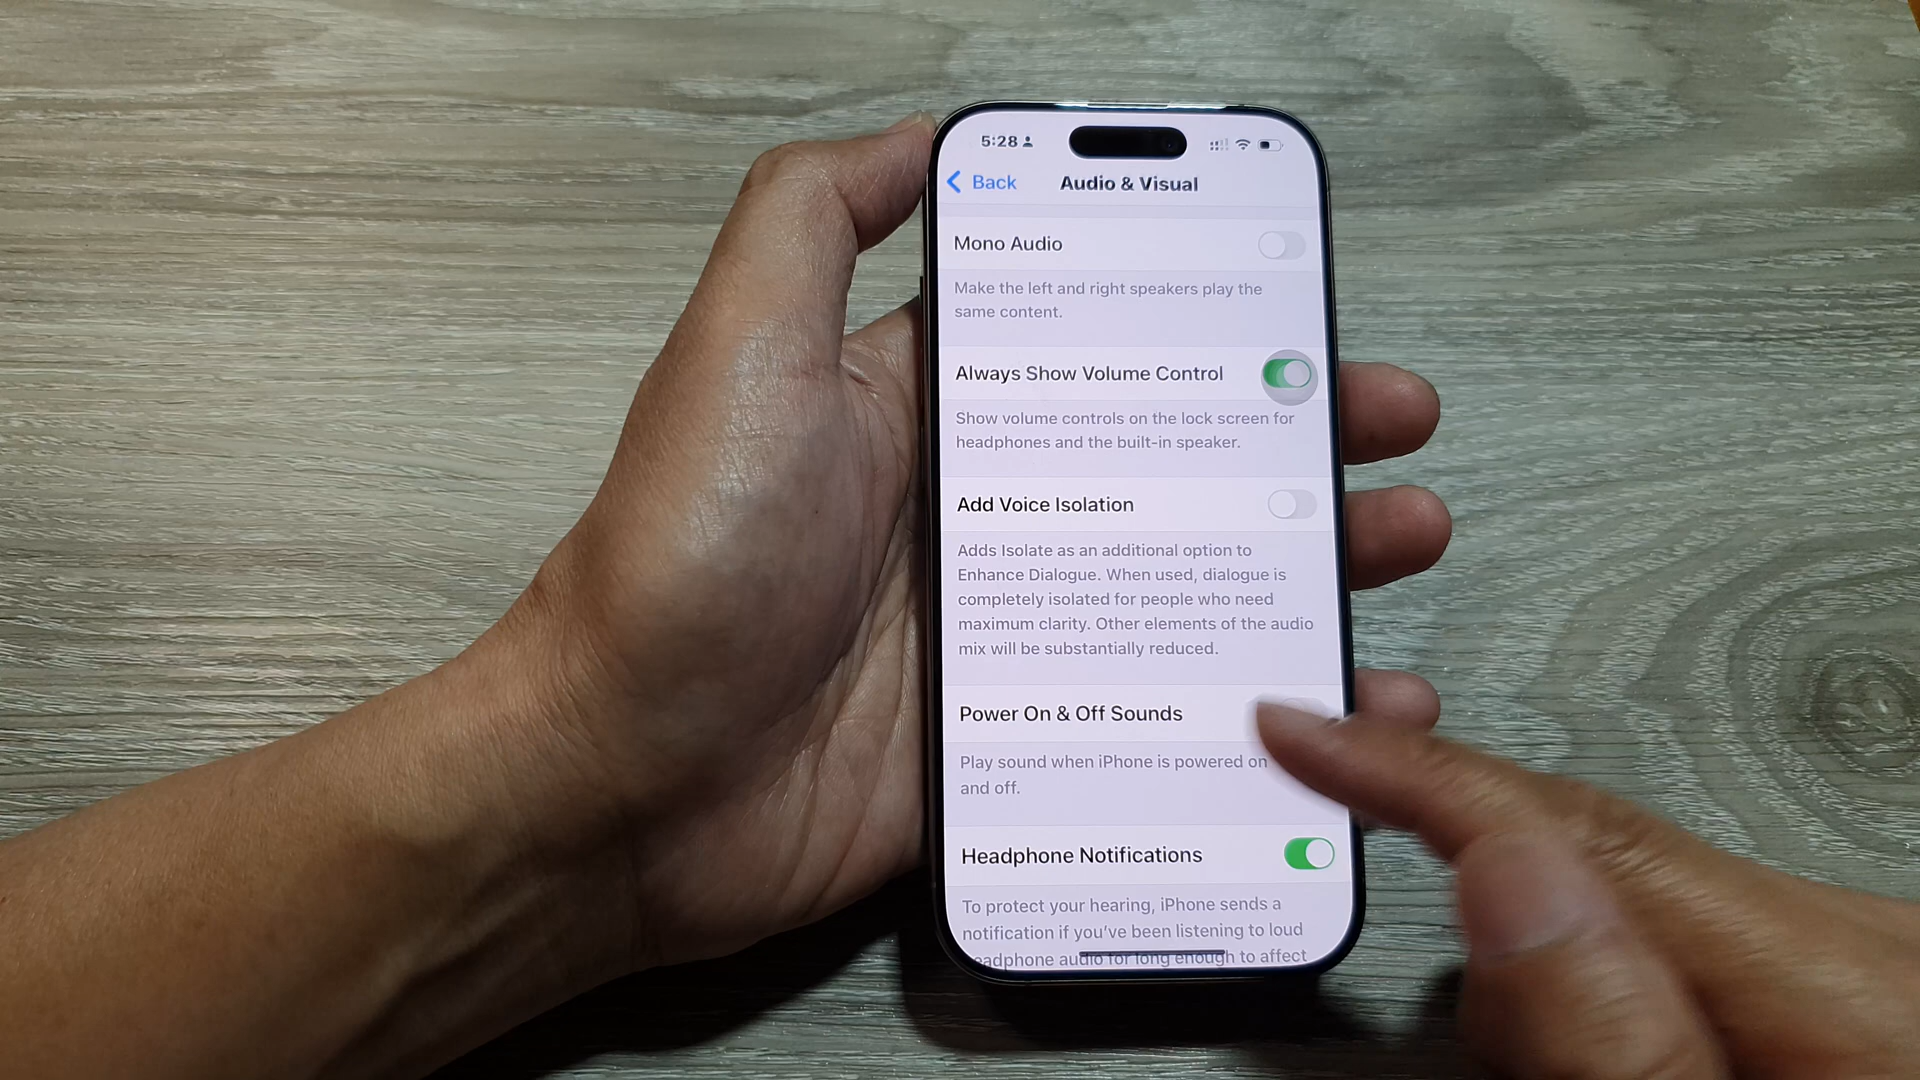 5:28
Back
Audio & Visual
Mono Audio
Make the left and right speakers play the
same content.
Always Show Volume Control
Show volume controls on the lock screen for
headphones and the built-in speaker.
Add Voice Isolation
Adds Isolate as an additional option to
Enhance Dialogue. When used, dialogue is
completely isolated for people who need
maximum clarity. Other elements of the audio
mix will be substantially reduced.
Power On & Off Sounds
Play sound when iPhone is powered on
and off.
Headphone Notifications
To protect your hearing, iPhone sends a
notification if you've been listening to loud
headphone audio for long enough to affect